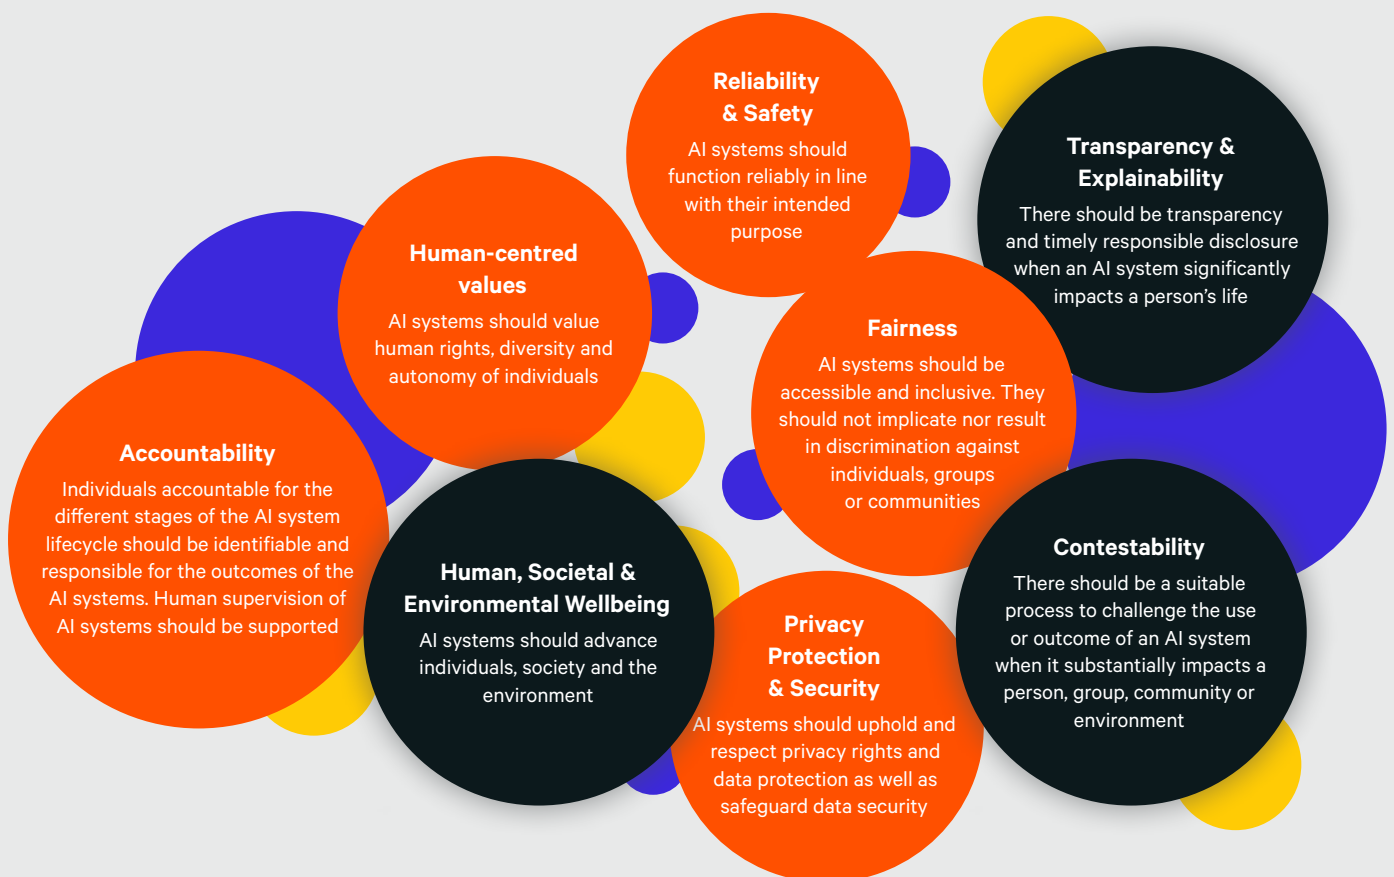 Reliability
& Safety
AI systems should
function reliably in line
with their intended
purpose
Transparency &
Explainability
There should be transparency
and timely responsible disclosure
when an AI system significantly
impacts a person’s life
Human-centred
values
AI systems should value
human rights, diversity and
autonomy of individuals
Fairness
AI systems should be
accessible and inclusive. They
should not implicate nor result
in discrimination against
individuals, groups
or communities
Accountability
Individuals accountable for the
different stages of the AI system
lifecycle should be identifiable and
responsible for the outcomes of the
AI systems. Human supervision of
AI systems should be supported
Human, Societal &
Environmental Wellbeing
AI systems should advance
individuals, society and the
environment
Privacy
Protection
& Security
AI systems should uphold and
respect privacy rights and
data protection as well as
safeguard data security
Contestability
There should be a suitable
process to challenge the use
or outcome of an AI system
when it substantially impacts a
person, group, community or
environment